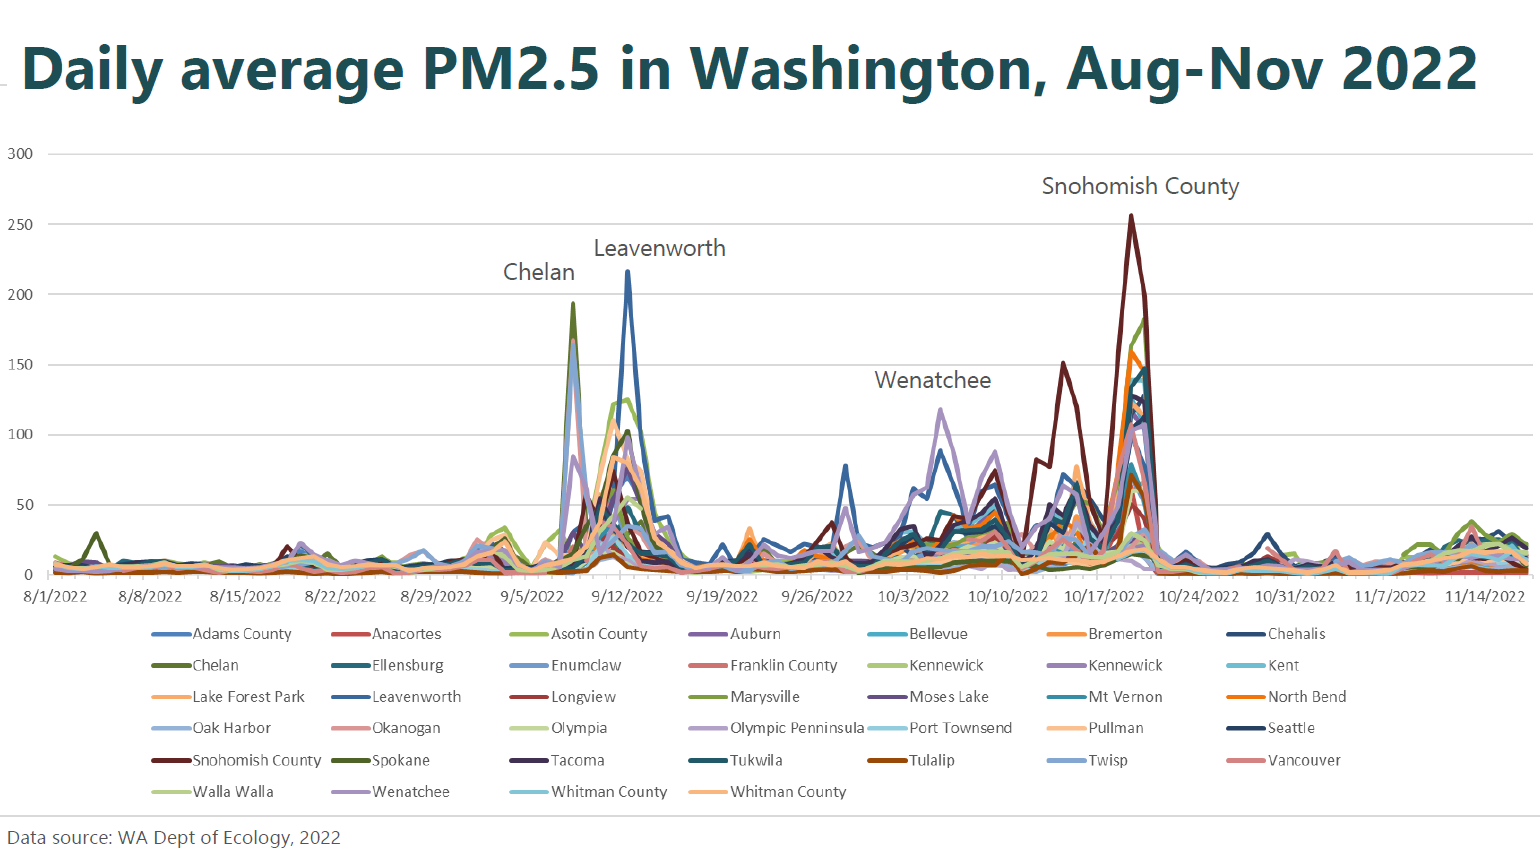 Daily average PM2.5 in Washington, Aug-Nov 2022
300
Snohomish County
250
Leavenworth
Chelan
200
150
Wenatchee
100
50
0
8/1/2022 8/8/2022 8/15/2022 8/22/2022 8/29/2022 9/5/2022 9/12/2022 9/19/2022 9/26/2022 10/3/2022 10/10/2022 10/17/2022 10/24/2022 10/31/2022 11/7/2022 11/14/2022
Adams County Anacortes Asotin County Auburn Bellevue Bremerton Chehalis
Chelan Ellensburg Enumclaw Franklin County Kennewick Kennewick Kent
Lake Forest Park Leavenworth Longview Marysville Moses Lake Mt Vernon North Bend
Oak Harbor Okanogan Olympia Olympic Penninsula Port Townsend Pullman Seattle
Snohomish County Spokane Tacoma Tukwila Tulalip Twisp Vancouver
Walla Walla Wenatchee Whitman County Whitman County
Data source: WA Dept of Ecology, 2022